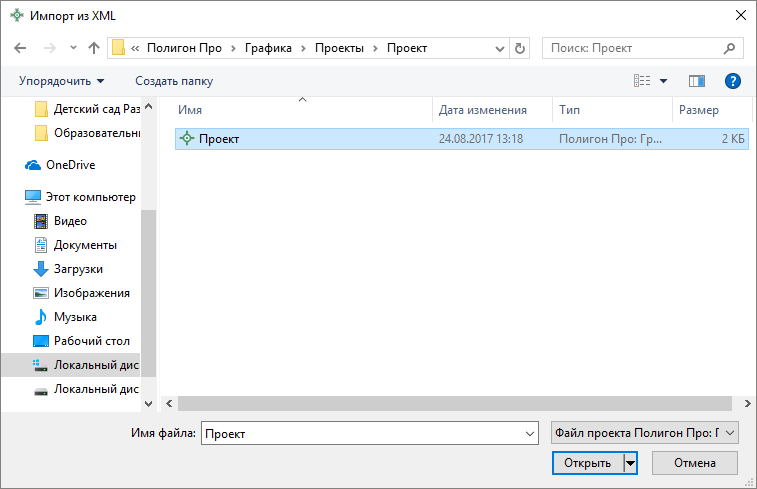 Импорт из XML
« Полигон Про › Графика › Проекты › Проект
Поиск: Проект
Упорядочить Создать папку
Имя Дата изменения Тип Размер
Детский сад Раз
Образовательн
OneDrive
Этот компьютер
Видео
Документы
Загрузки
Изображения
Музыка
Рабочий стол
Локальный дис
Локальный дис
Проект 24.08.2017 13:18 Полигон Про: Гр... 2 КБ
Имя файла: Проект Файл проекта Полигон Про: Г
Открыть Отмена